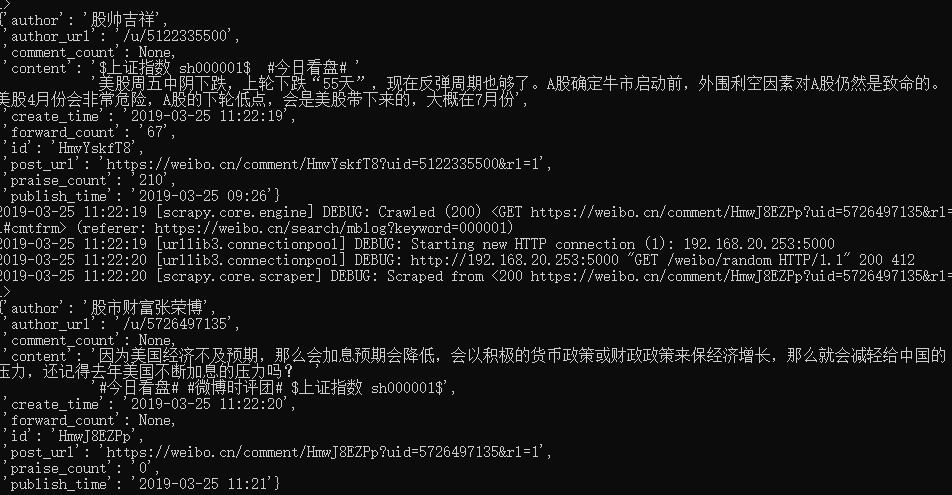 1>
{'author': '股帅吉祥',
'author_url': '/u/5122335500',
'comment_count': None,
'content': '$上证指数 sh000001$  #今日看盘# '
'美股周五中阴下跌，上轮下跌“55天”，现在反弹周期也够了。A股确定牛市启动前，外围利空因素对A股仍然是致命的。
美股4月份会非常危险，A股的下轮低点，会是美股带下来的，大概在7月份',
'create_time': '2019-03-25 11:22:19',
'forward_count': '67',
'id': 'HmvYskfT8',
'post_url': 'https://weibo.cn/comment/HmvYskfT8?uid=5122335500&rl=1',
'praise_count': '210',
'publish_time': '2019-03-25 09:26'}
2019-03-25 11:22:19 [scrapy.core.engine] DEBUG: Crawled (200) <GET https://weibo.cn/comment/HmwJ8EZPp?uid=5726497135&rl=
1#cmtfrm> (referer: https://weibo.cn/search/mblog?keyword=000001)
2019-03-25 11:22:19 [urllib3.connectionpool] DEBUG: Starting new HTTP connection (1): 192.168.20.253:5000
2019-03-25 11:22:20 [urllib3.connectionpool] DEBUG: http://192.168.20.253:5000 "GET /weibo/random HTTP/1.1" 200 412
2019-03-25 11:22:20 [scrapy.core.scraper] DEBUG: Scraped from <200 https://weibo.cn/comment/HmwJ8EZPp?uid=5726497135&rl=
1>
{'author': '股市财富张荣博',
'author_url': '/u/5726497135',
'comment_count': None,
'content': '因为美国经济不及预期，那么会加息预期会降低，会以积极的货币政策或财政政策来保经济增长，那么就会减轻给中国的
压力，还记得去年美国不断加息的压力吗？ '
'#今日看盘# #微博时评团# $上证指数 sh000001$',
'create_time': '2019-03-25 11:22:20',
'forward_count': None,
'id': 'HmwJ8EZPp',
'post_url': 'https://weibo.cn/comment/HmwJ8EZPp?uid=5726497135&rl=1',
'praise_count': '0',
'publish_time': '2019-03-25 11:21'}